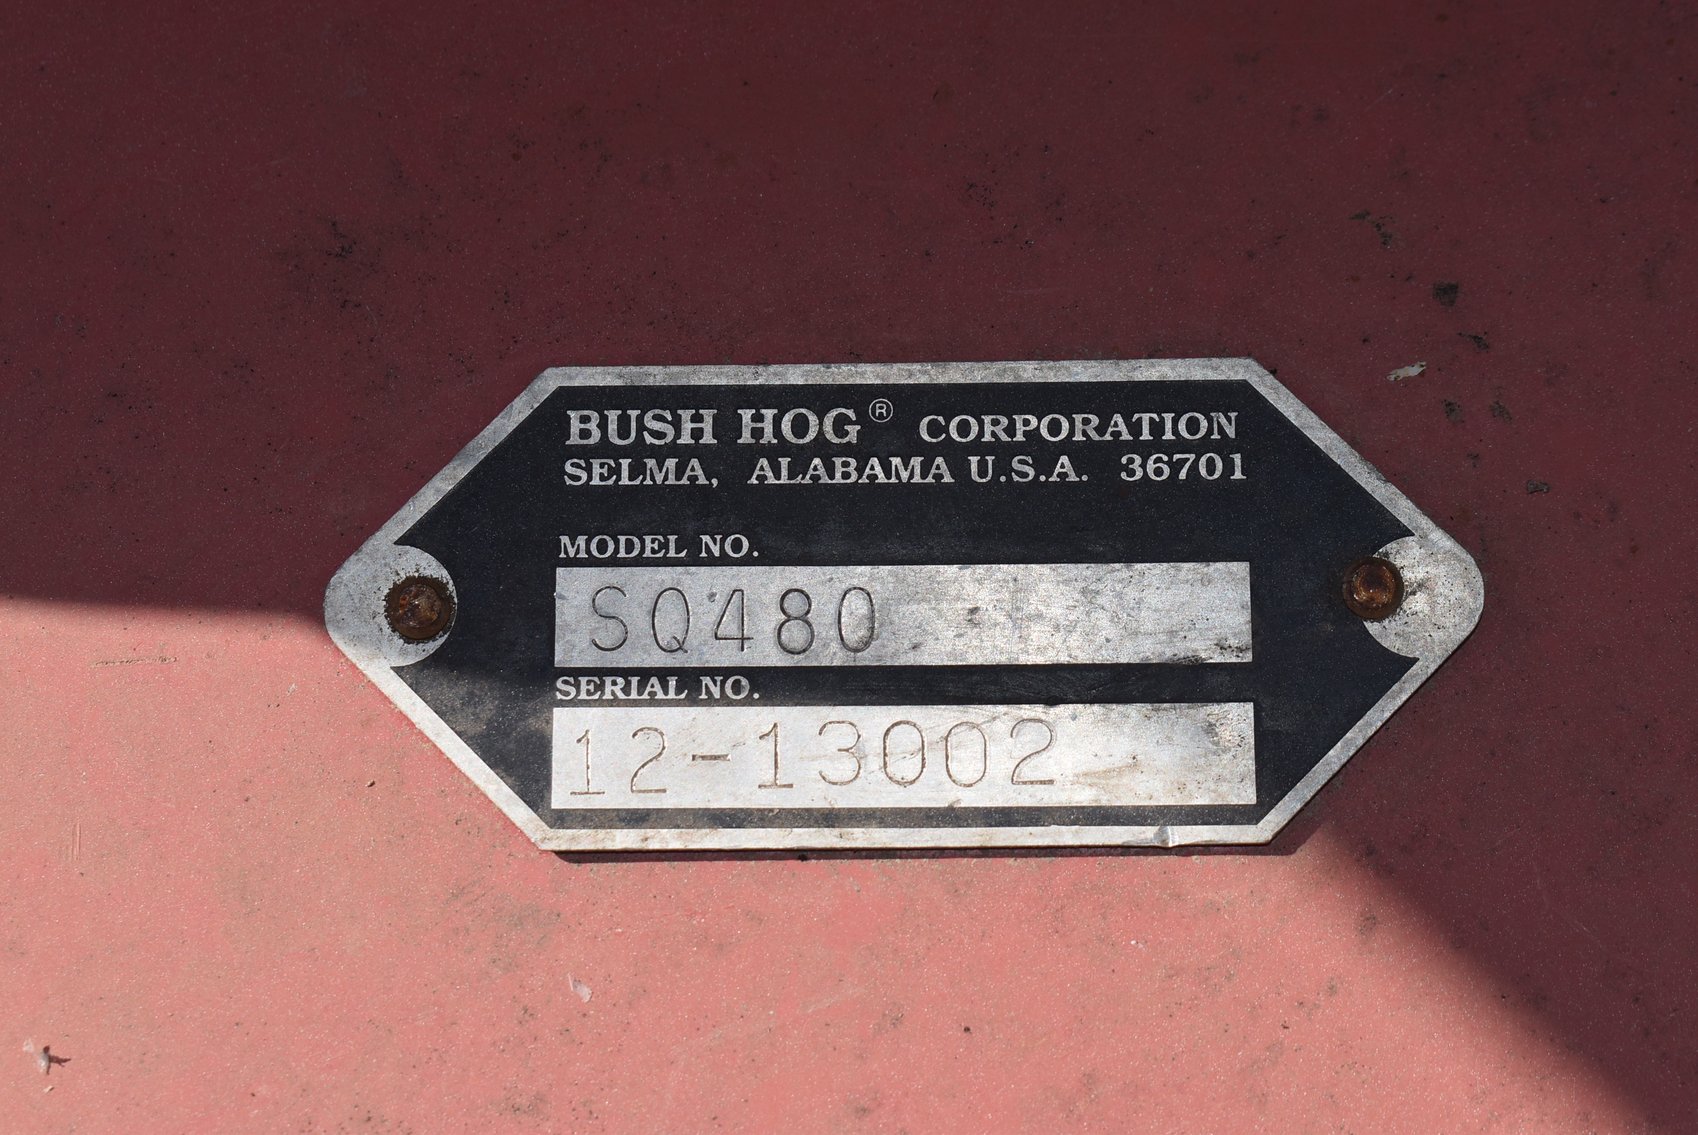 BUSH HOG® CORPORATION
SELMA, ALABAMA U.S.A. 36701
MODEL NO.
SQ480
SERIAL NO.
12-13002